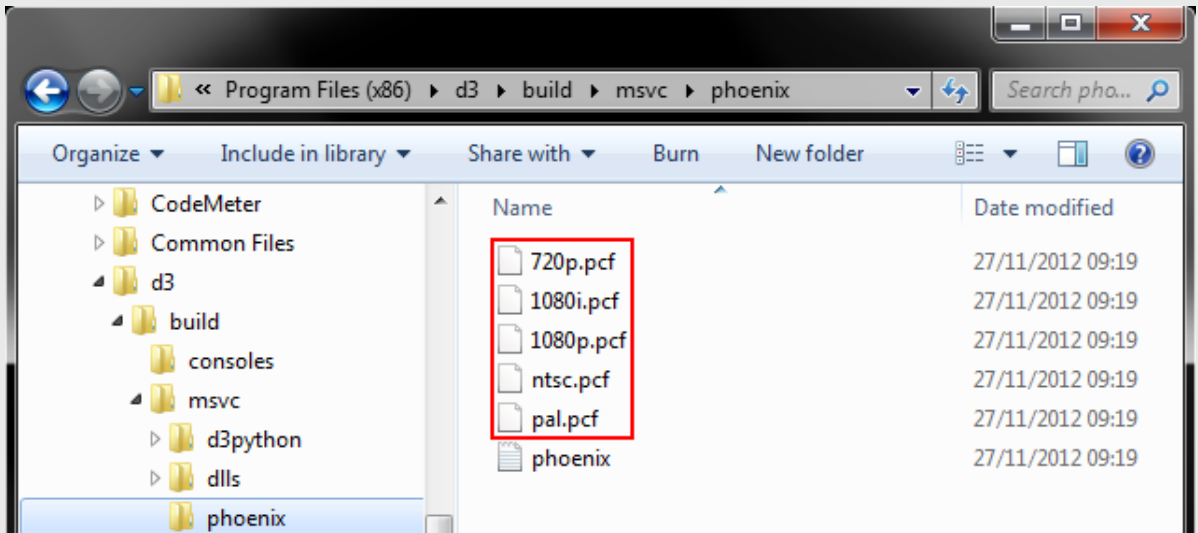 « Program Files (x86) ▸ d3 ▸ build ▸ msvc ▸ phoenix
Search pho...
Organize
Include in library
Share with
Burn
New folder
CodeMeter
Common Files
d3
build
consoles
msvc
d3python
dlls
phoenix
Name Date modified
720p.pcf 27/11/2012 09:19
1080i.pcf 27/11/2012 09:19
1080p.pcf 27/11/2012 09:19
ntsc.pcf 27/11/2012 09:19
pal.pcf 27/11/2012 09:19
phoenix 27/11/2012 09:19